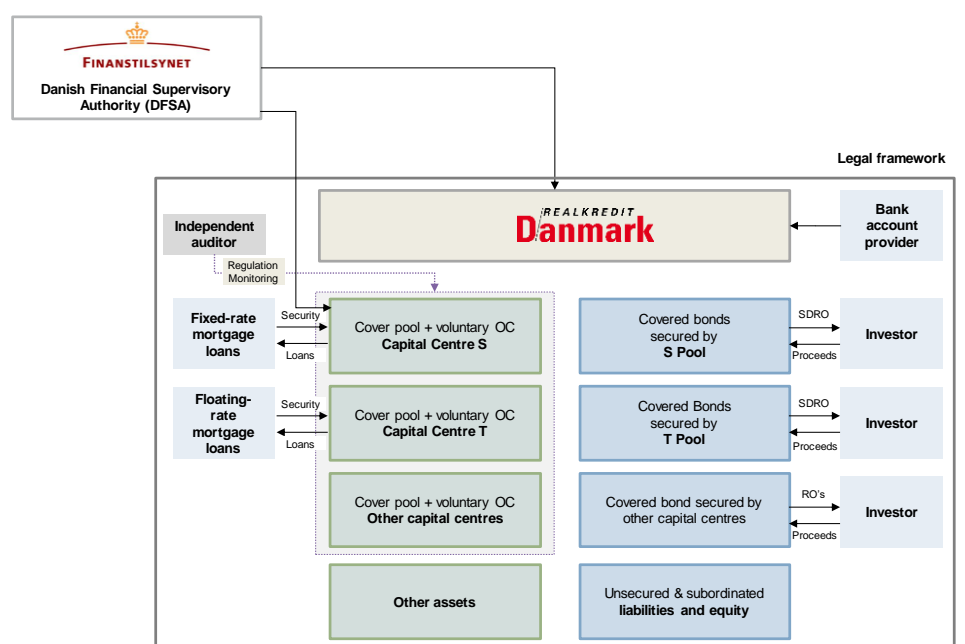 FINANSTILSYNET
Danish Financial Supervisory
Authority (DFSA)
Legal framework
REALKREDIT
Danmark
Bank
account
provider
Independent
auditor
Regulation
Monitoring
Fixed-rate
mortgage
loans
Security
Loans
Cover pool + voluntary OC
Capital Centre S
Covered bonds
secured by
S Pool
SDRO
Proceeds
Investor
Floating-
rate
mortgage
loans
Security
Loans
Cover pool + voluntary OC
Capital Centre T
Covered Bonds
secured by
T Pool
SDRO
Proceeds
Investor
Cover pool + voluntary OC
Other capital centres
Covered bond secured by
other capital centres
RO's
Proceeds
Investor
Other assets
Unsecured & subordinated
liabilities and equity